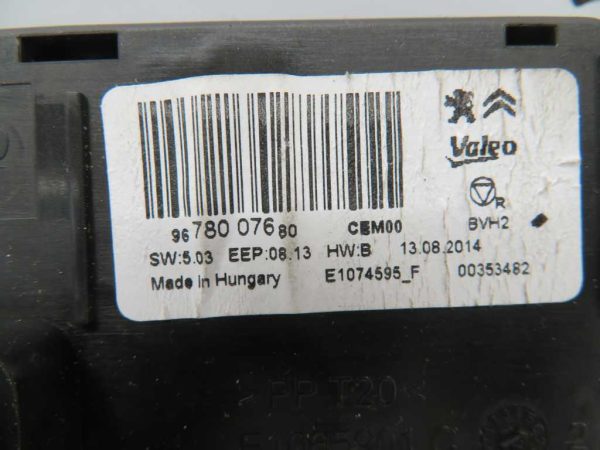 Valeo
R
BVH2
96 780 076 80 CEM00
SW:5.03 EEP:08.13 HW:B 13.08.2014
Made in Hungary E1074595_F 00353482
>PP T20<